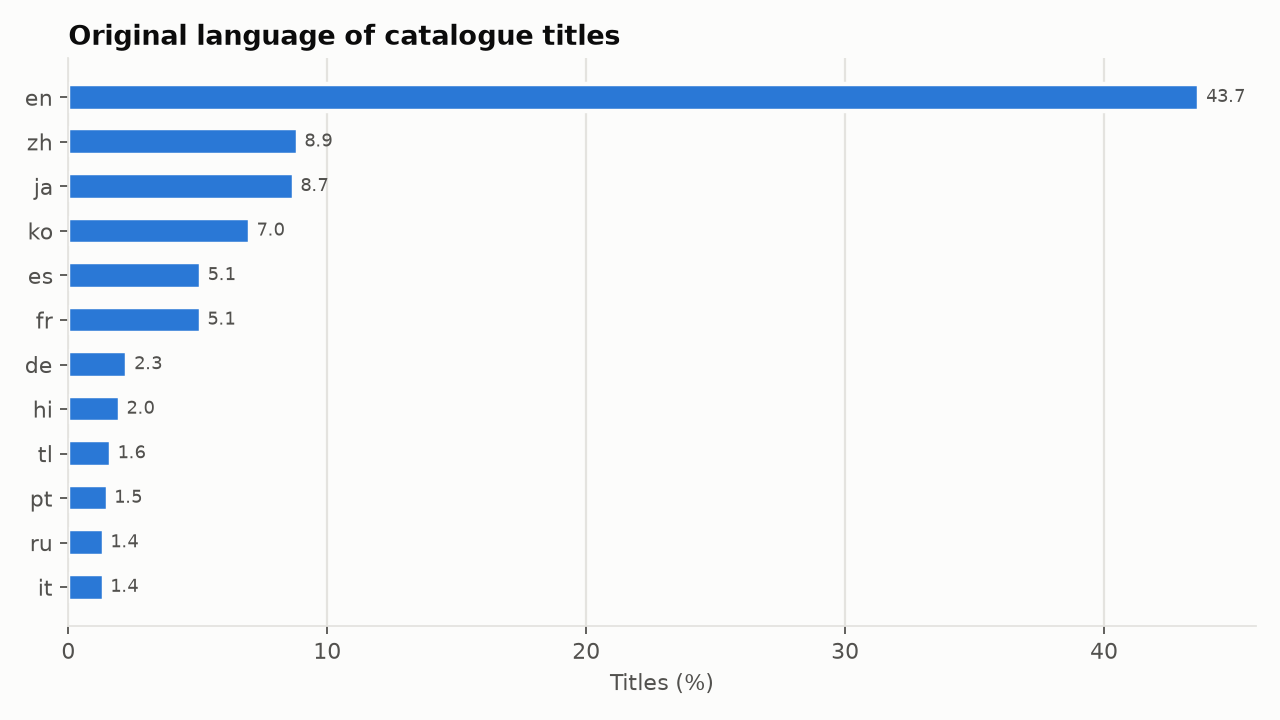 Original language of catalogue titles
en 43.7
zh 8.9
ja 8.7
ko 7.0
es 5.1
fr 5.1
de 2.3
hi 2.0
tl 1.6
pt 1.5
ru 1.4
it 1.4
0 10 20 30 40
Titles (%)